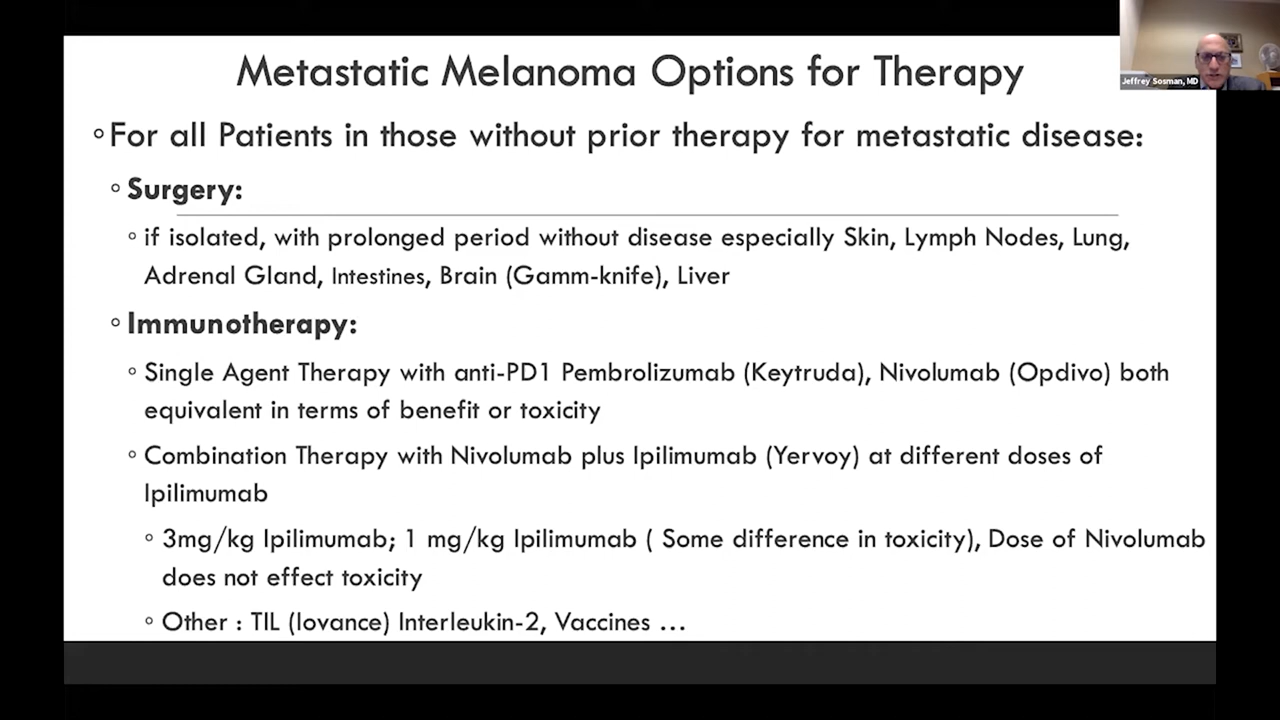 Metastatic Melanoma Options for Therapy
Jeffrey Sosman, MD
For all Patients in those without prior therapy for metastatic disease:
Surgery:
if isolated, with prolonged period without disease especially Skin, Lymph Nodes, Lung,
Adrenal Gland, Intestines, Brain (Gamm-knife), Liver
Immunotherapy:
Single Agent Therapy with anti-PD1 Pembrolizumab (Keytruda), Nivolumab (Opdivo) both
equivalent in terms of benefit or toxicity
Combination Therapy with Nivolumab plus Ipilimumab (Yervoy) at different doses of
Ipilimumab
3mg/kg Ipilimumab; 1 mg/kg Ipilimumab ( Some difference in toxicity), Dose of Nivolumab
does not effect toxicity
Other : TIL (Iovance) Interleukin-2, Vaccines ...